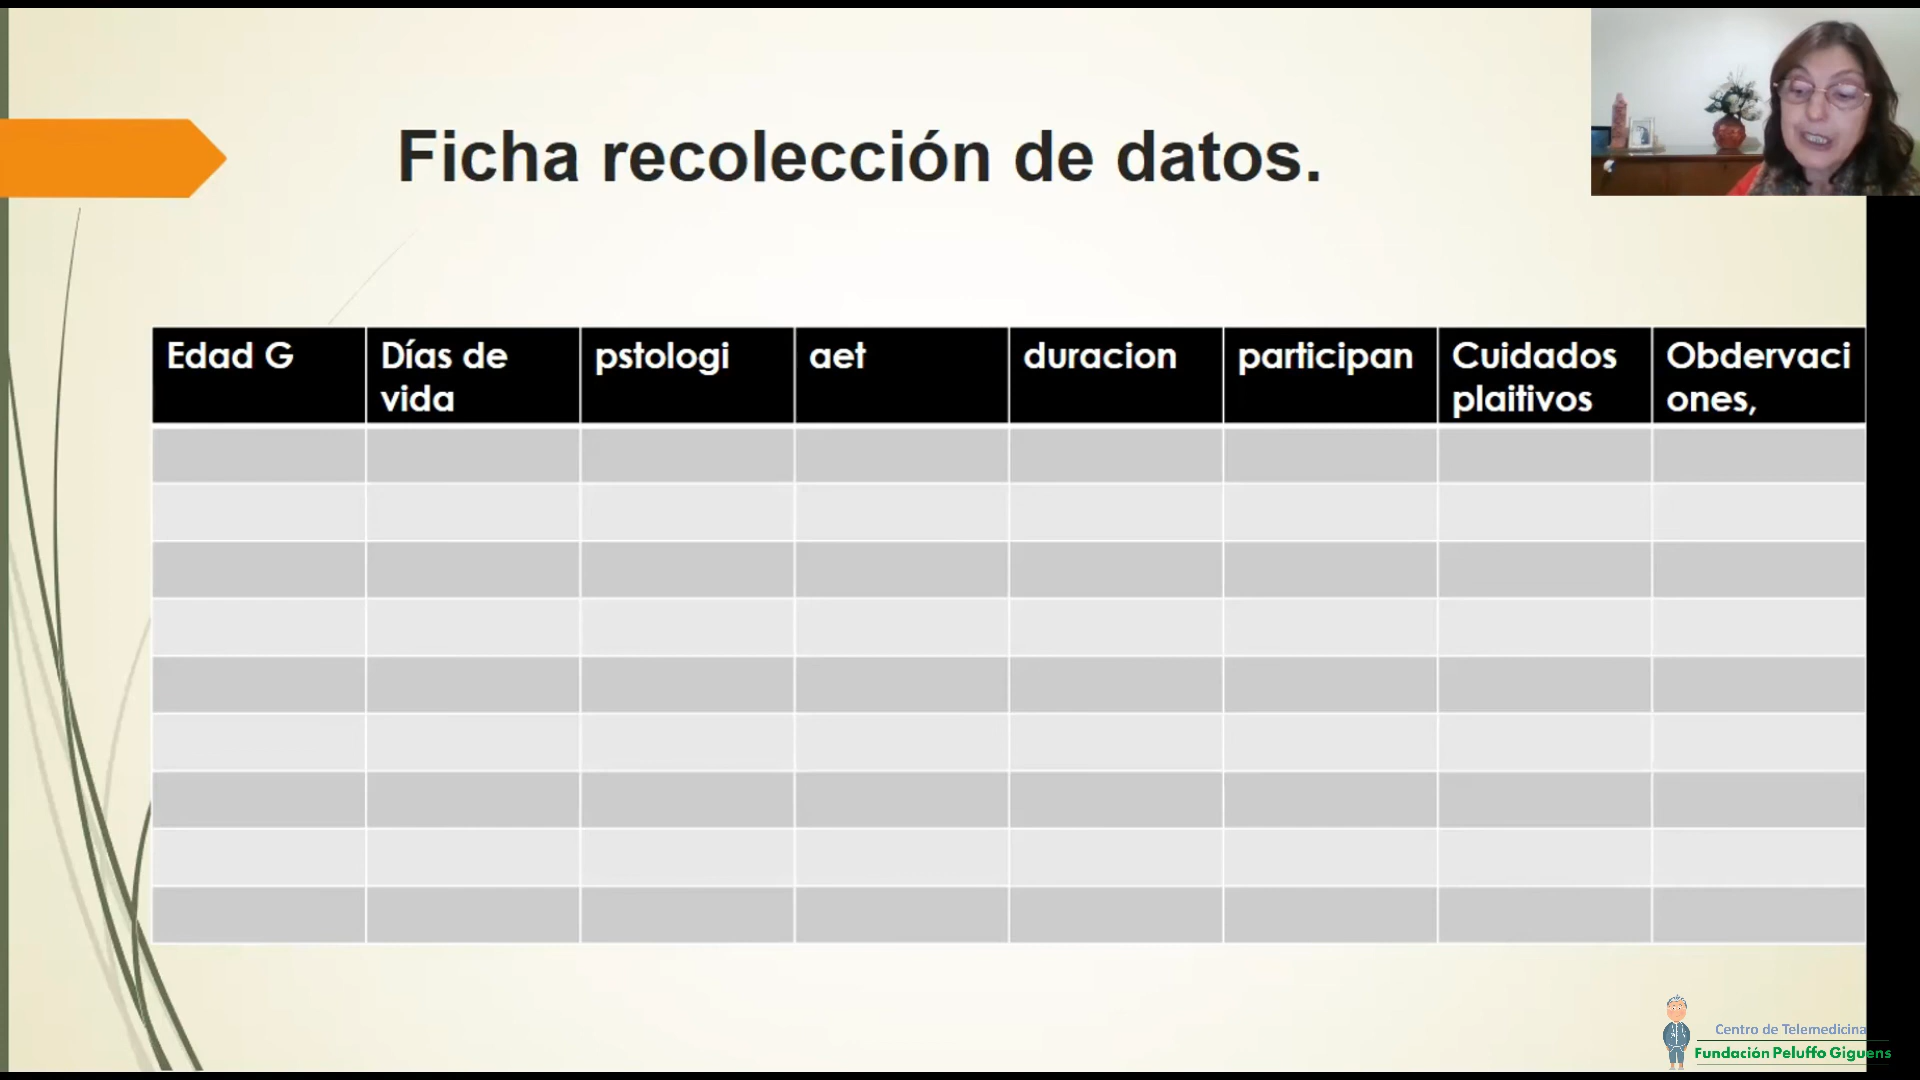 Ficha recolección de datos.
Edad G
Días de
vida
pstologi
aet
duracion
participan
Cuidados
plaitivos
Obdervaci
ones,
Centro de Telemedicina
Fundación Peluffo Giguens